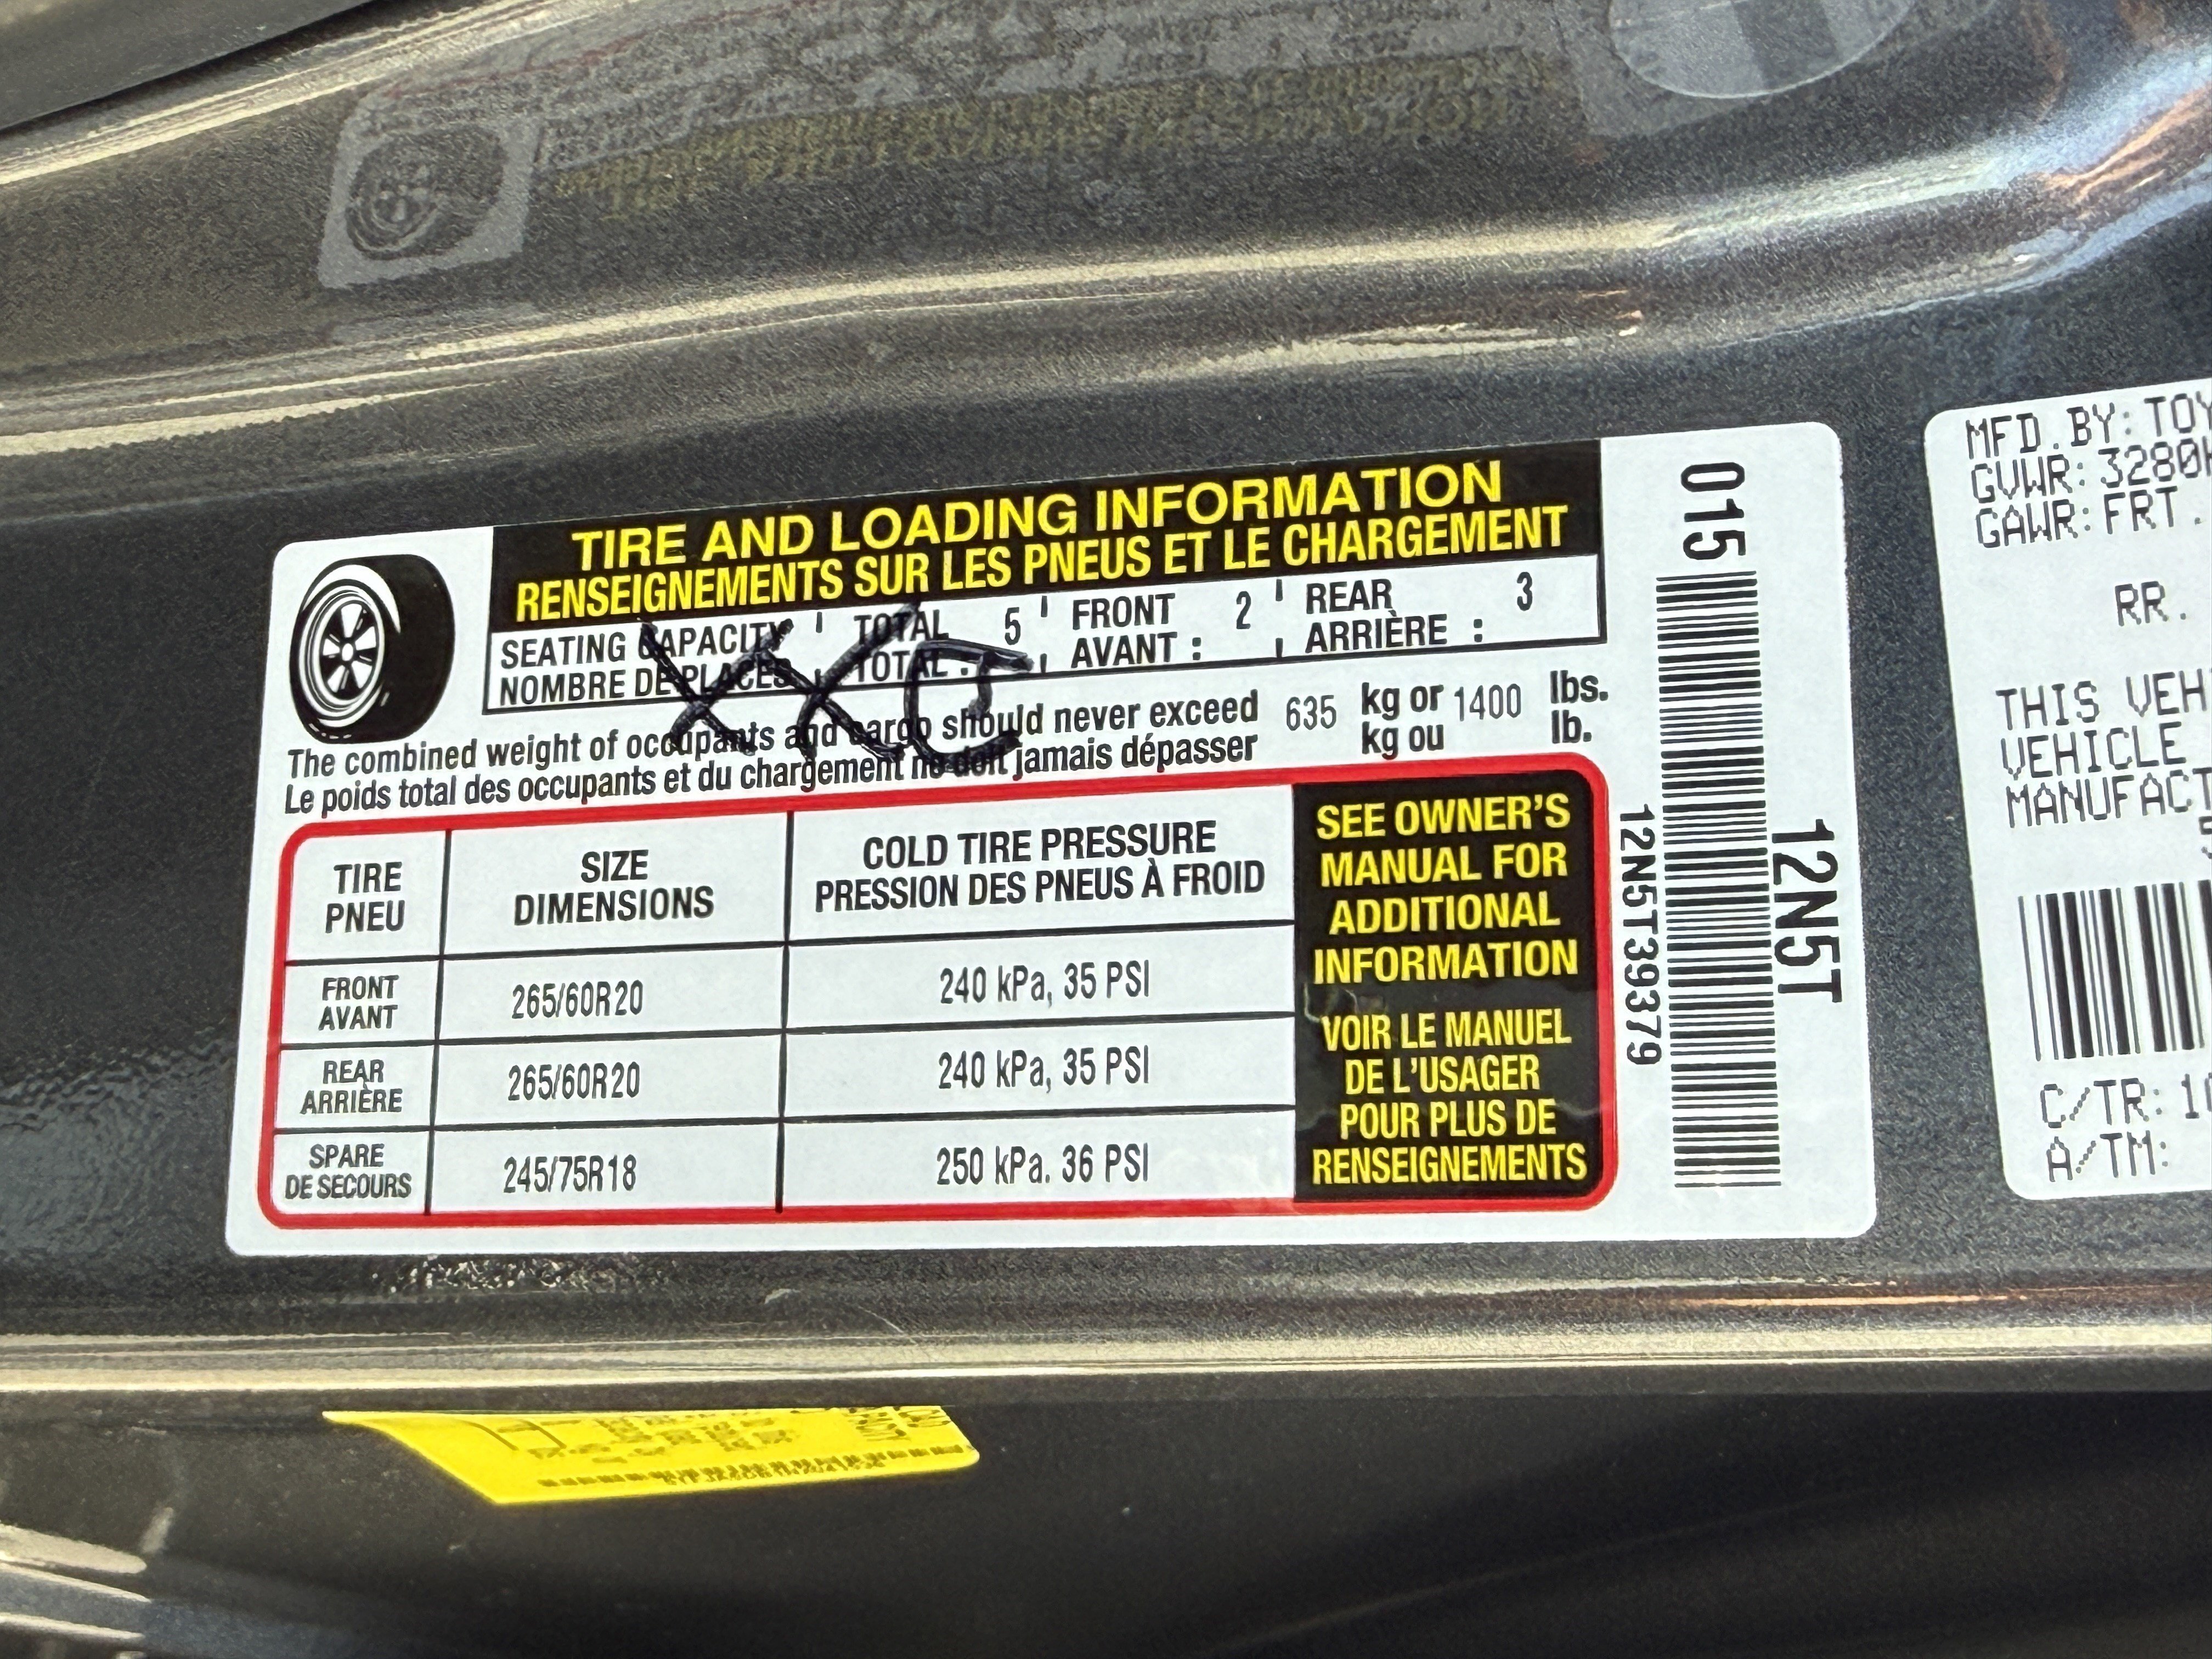 TIRE AND LOADING INFORMATION
RENSEIGNEMENTS SUR LES PNEUS ET LE CHARGEMENT
SEATING CAPACITY TOTAL 5 FRONT 2 REAR 3
NOMBRE DE PLACES TOTAL : AVANT : ARRIÈRE :
The combined weight of occupants and cargo should never exceed 635 kg or 1400 lbs.
Le poids total des occupants et du chargement ne doit jamais dépasser kg ou lb.
TIRE
PNEU
SIZE
DIMENSIONS
COLD TIRE PRESSURE
PRESSION DES PNEUS À FROID
FRONT
AVANT
265/60R20
240 kPa, 35 PSI
REAR
ARRIÈRE
265/60R20
240 kPa, 35 PSI
SPARE
DE SECOURS
245/75R18
250 kPa. 36 PSI
SEE OWNER'S
MANUAL FOR
ADDITIONAL
INFORMATION
VOIR LE MANUEL
DE L'USAGER
POUR PLUS DE
RENSEIGNEMENTS
015
12N5T39379
12N5T
MFD.BY:
GVWR:
GAWR:FRT.
RR.
THIS
VEHICLE
C/TR:
A/TM: